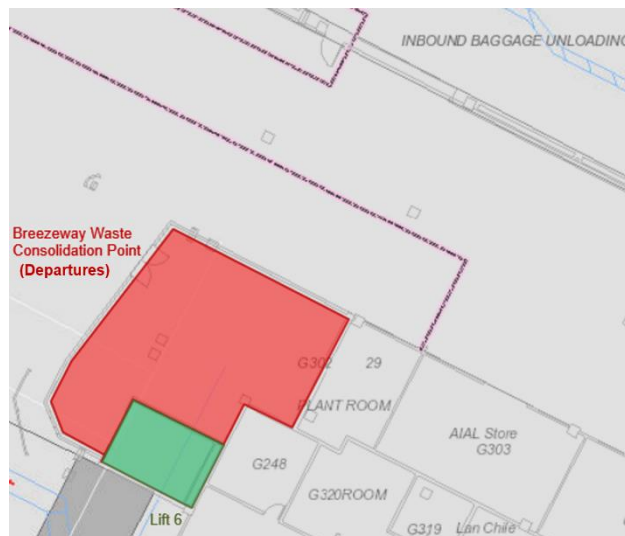 INBOUND BAGGAGE UNLOADING
Breezeway Waste
Consolidation Point
(Departures)
G302
29
PLANT ROOM
AIAL Store
G303
G248
G320ROOM
G319
Lan Chile
Lift 6